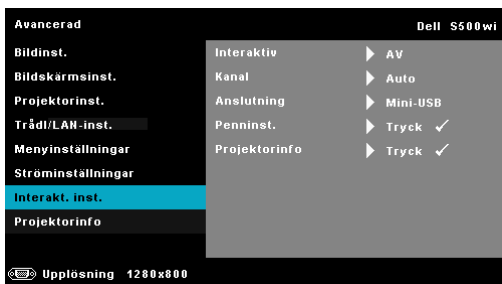 Avancerad Dell S500wi
Bildinst. Interaktiv AV
Bildskärmsinst. Kanal Auto
Projektorinst. Anslutning Mini-USB
Trådl/LAN-inst. Penninst. Tryck ✓
Menyinställningar Projektorinfo Tryck ✓
Ströminställningar
Interakt. inst.
Projektorinfo
Upplösning 1280x800